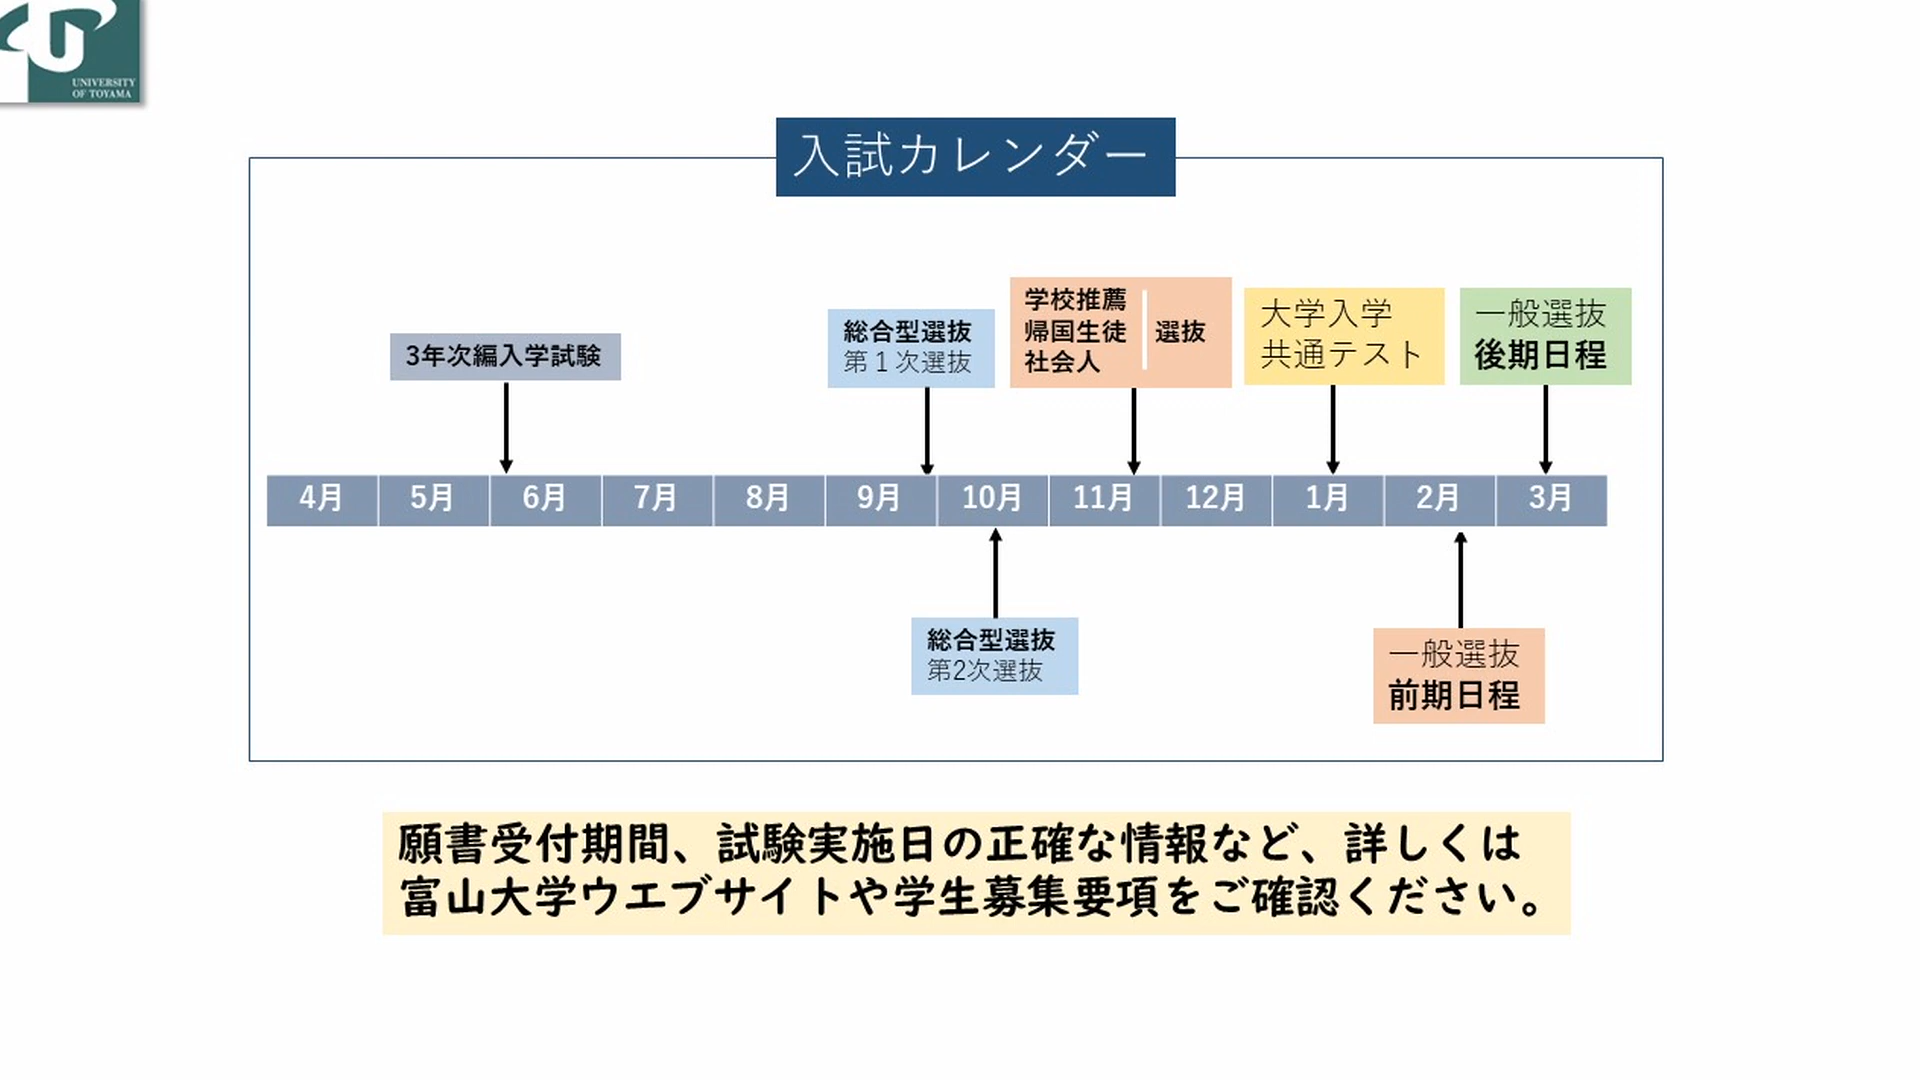 UNIVERSITY
OF TOYAMA
入試カレンダー
3年次編入学試験
総合型選抜
第１次選抜
学校推薦
帰国生徒
社会人
選抜
大学入学
共通テスト
一般選抜
後期日程
4月 5月 6月 7月 8月 9月 10月 11月 12月 1月 2月 3月
総合型選抜
第2次選抜
一般選抜
前期日程
願書受付期間、試験実施日の正確な情報など、詳しくは
富山大学ウエブサイトや学生募集要項をご確認ください。